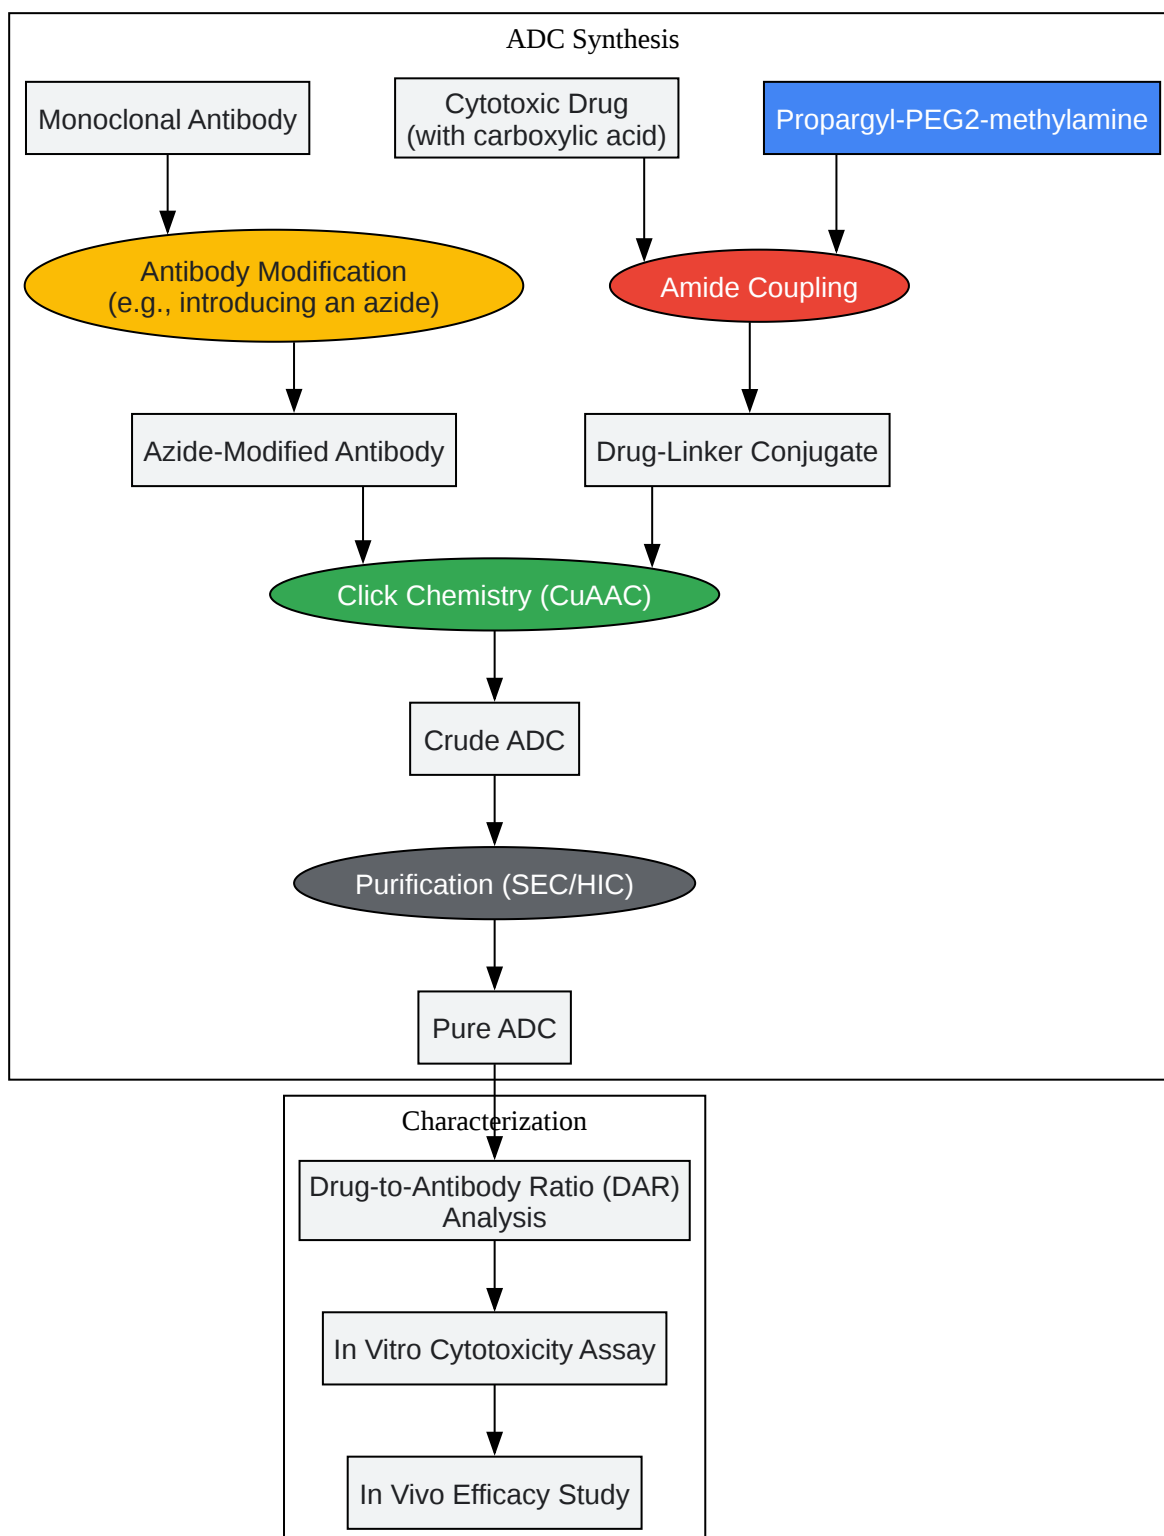 ADC Synthesis
Monoclonal Antibody
Cytotoxic Drug
(with carboxylic acid)
Propargyl-PEG2-methylamine
Antibody Modification
(e.g., introducing an azide)
Amide Coupling
Azide-Modified Antibody
Drug-Linker Conjugate
Click Chemistry (CuAAC)
Crude ADC
Purification (SEC/HIC)
Pure ADC
Characterization
Drug-to-Antibody Ratio (DAR)
Analysis
In Vitro Cytotoxicity Assay
In Vivo Efficacy Study